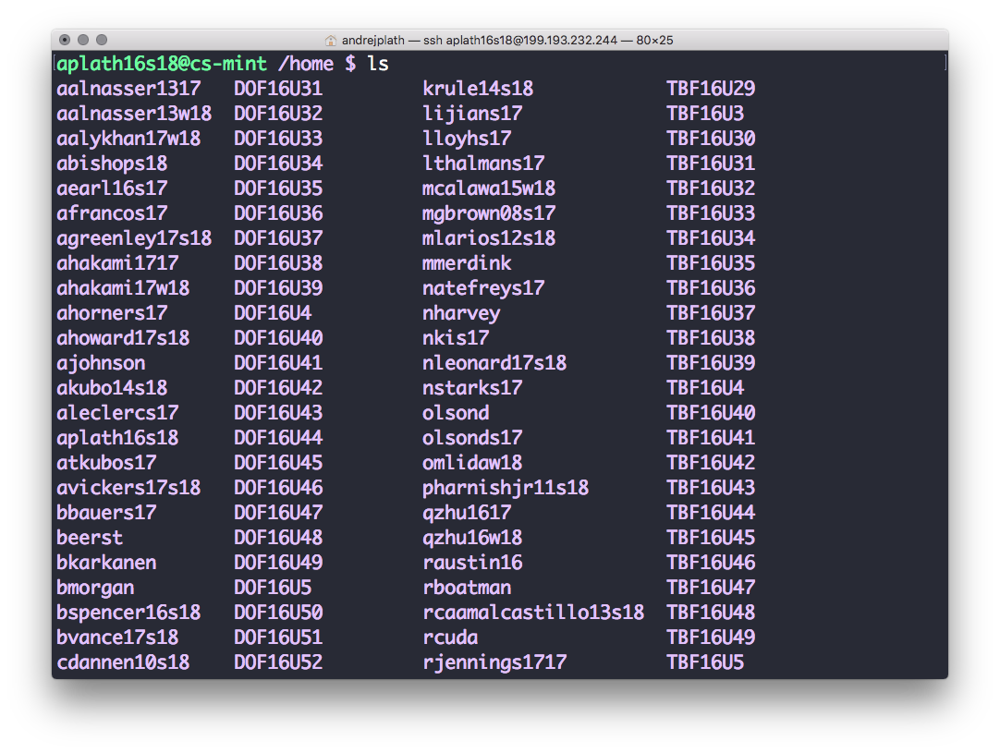 andrejplath — ssh aplath16s18@199.193.232.244 — 80×25
aplath16s18@cs-mint /home $ ls
aalnasser1317 DOF16U31 krule14s18 TBF16U29
aalnasser13w18 DOF16U32 lijians17 TBF16U3
aalykhan17w18 DOF16U33 lloyhs17 TBF16U30
abishops18 DOF16U34 lthalmans17 TBF16U31
aearl16s17 DOF16U35 mcalawa15w18 TBF16U32
afrancos17 DOF16U36 mgbrown08s17 TBF16U33
agreenley17s18 DOF16U37 mlarios12s18 TBF16U34
ahakami1717 DOF16U38 mmerdink TBF16U35
ahakami17w18 DOF16U39 natefreys17 TBF16U36
ahorners17 DOF16U4 nharvey TBF16U37
ahoward17s18 DOF16U40 nkis17 TBF16U38
ajohnson DOF16U41 nleonard17s18 TBF16U39
akubo14s18 DOF16U42 nstarks17 TBF16U4
aleclercs17 DOF16U43 olsond TBF16U40
aplath16s18 DOF16U44 olsonds17 TBF16U41
atkubos17 DOF16U45 omlidaw18 TBF16U42
avickers17s18 DOF16U46 pharnishjr11s18 TBF16U43
bbauers17 DOF16U47 qzhu1617 TBF16U44
beerst DOF16U48 qzhu16w18 TBF16U45
bkarkanen DOF16U49 raustin16 TBF16U46
bmorgan DOF16U5 rboatman TBF16U47
bspencer16s18 DOF16U50 rcaamalcastillo13s18 TBF16U48
bvance17s18 DOF16U51 rcuda TBF16U49
cdannen10s18 DOF16U52 rjennings1717 TBF16U5